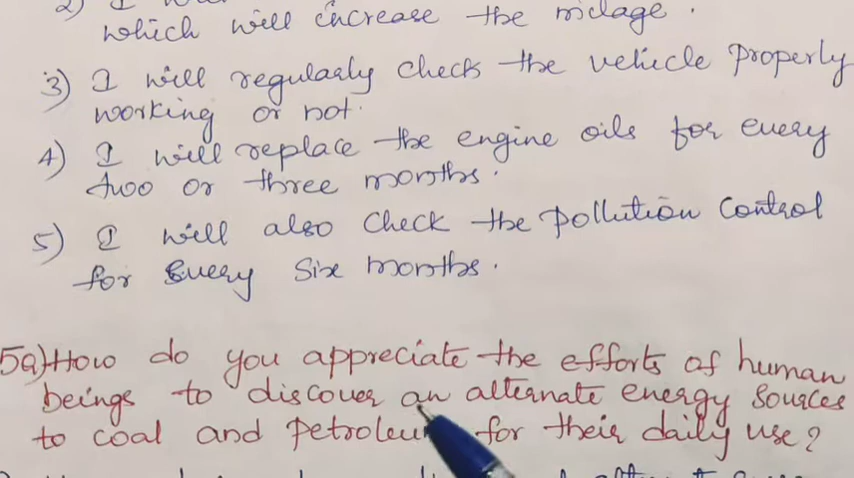 2) I
which will increase the milage.
3) I will regularly check the vehicle properly
working or not.
4) I will replace the engine oils for every
two or three months.
5) I will also check the pollution control
for every six months.
5a) How do you appreciate the efforts of human
beings to discover an alternate energy sources
to coal and petroleum for their daily use?